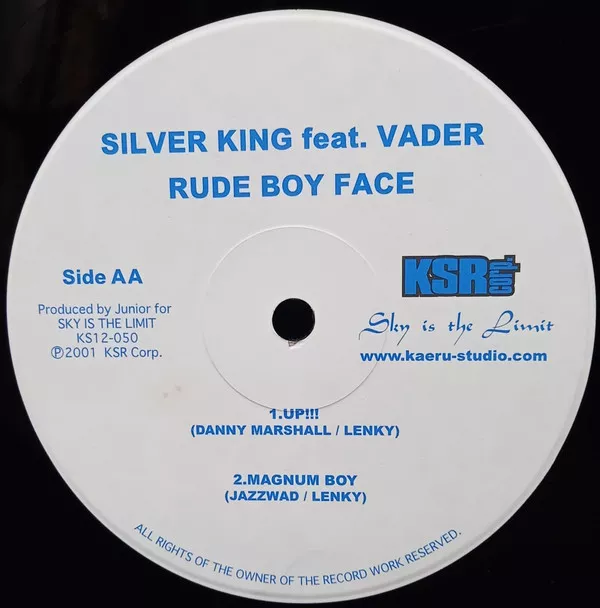 SILVER KING feat. VADER
RUDE BOY FACE
Side AA
Produced by Junior for
SKY IS THE LIMIT
KS12-050
℗2001 KSR Corp.
KSR corp.
Sky is the Limit
www.kaeru-studio.com
1.UP!!!
(DANNY MARSHALL / LENKY)
2.MAGNUM BOY
(JAZZWAD / LENKY)
ALL RIGHTS OF THE OWNER OF THE RECORD WORK RESERVED.